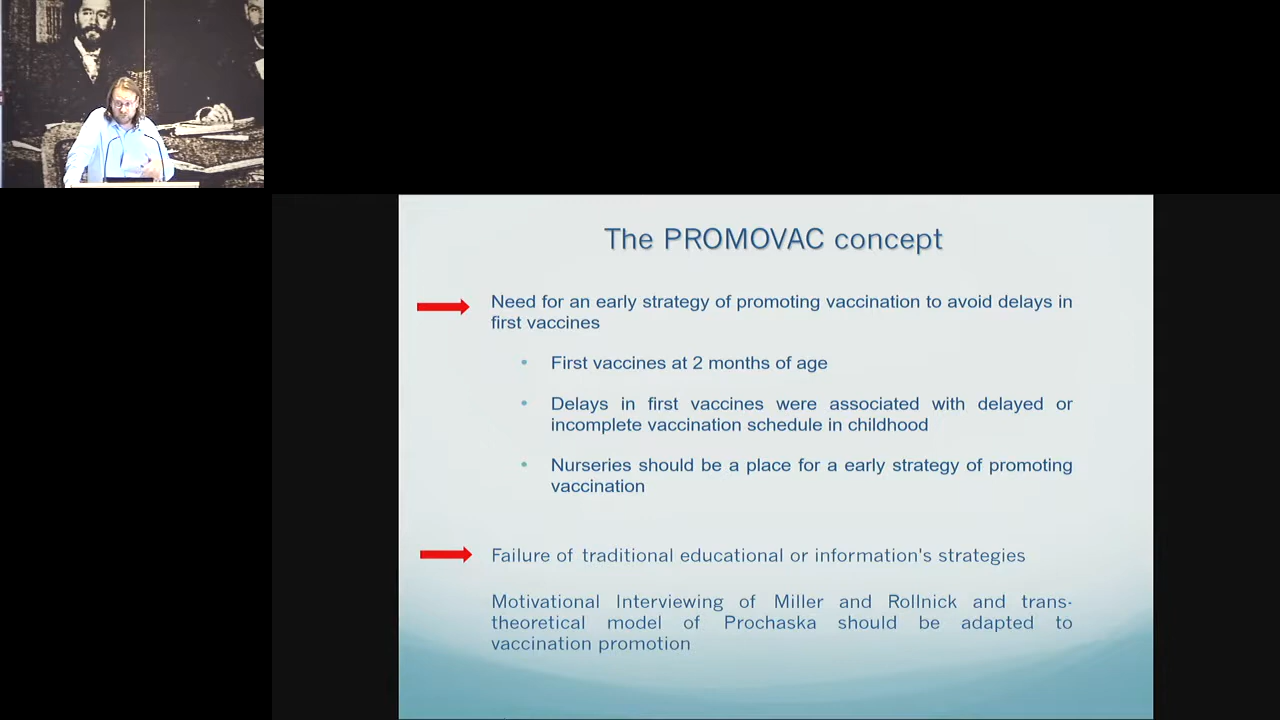 The PROMOVAC concept
Need for an early strategy of promoting vaccination to avoid delays in
first vaccines
• First vaccines at 2 months of age
• Delays in first vaccines were associated with delayed or
incomplete vaccination schedule in childhood
• Nurseries should be a place for a early strategy of promoting
vaccination
Failure of traditional educational or information's strategies
Motivational Interviewing of Miller and Rollnick and trans-
theoretical model of Prochaska should be adapted to
vaccination promotion